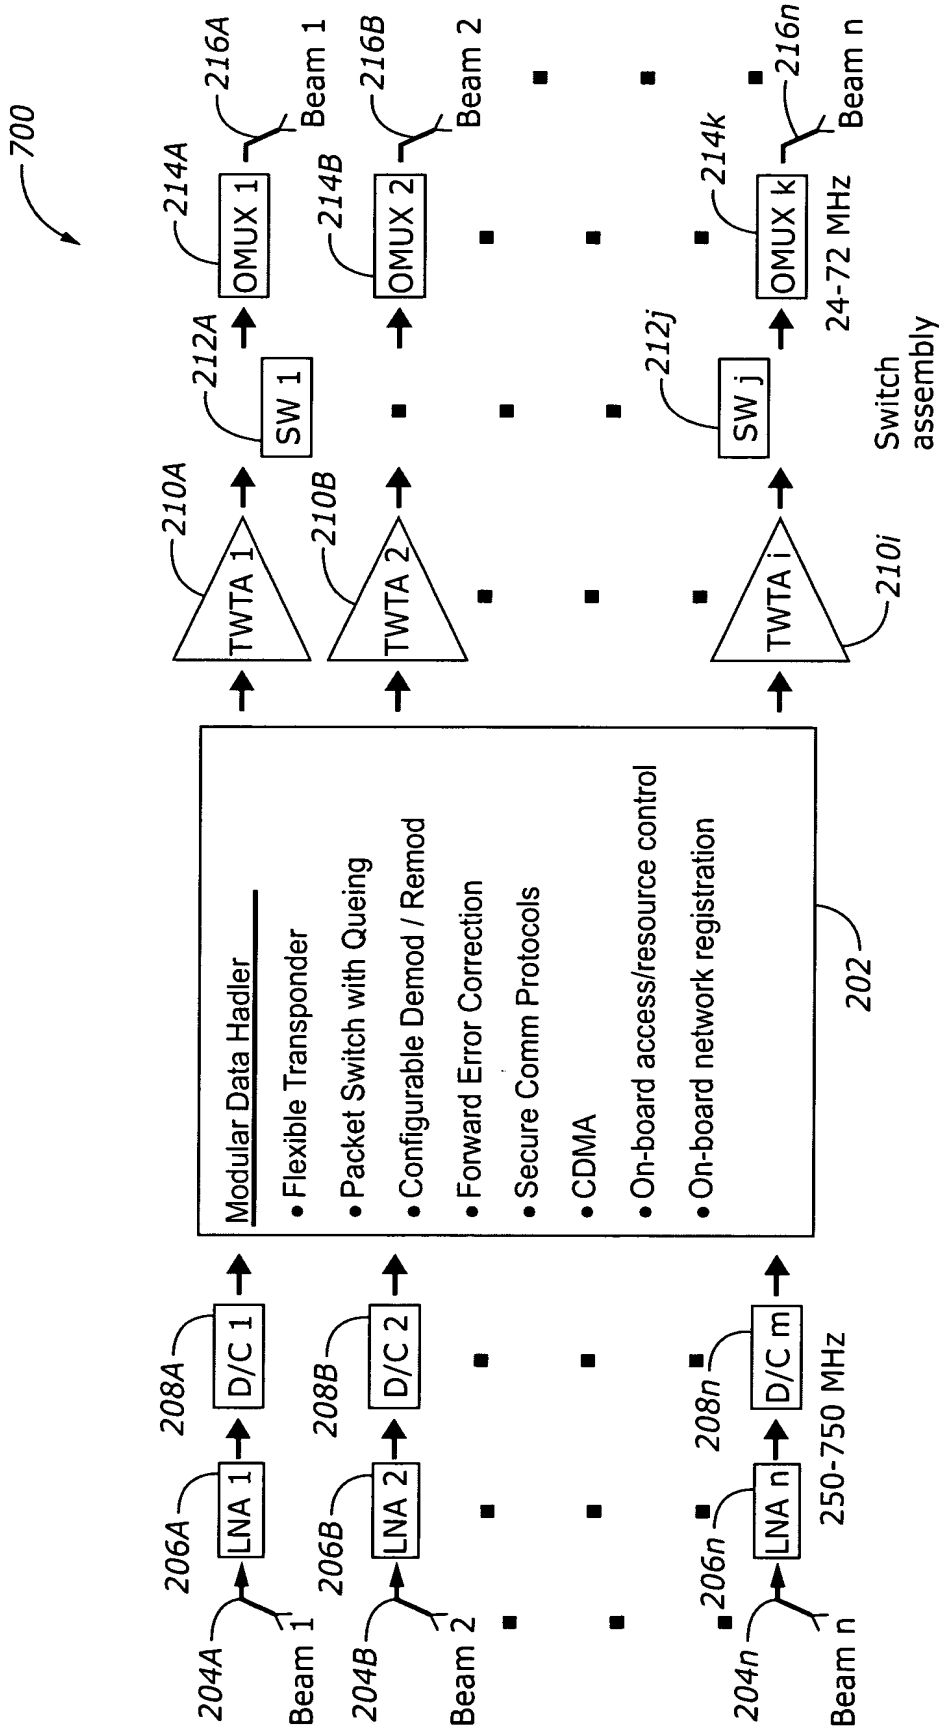 700
204A
206A
208A
210A
212A
214A
216A
LNA 1
D/C 1
TWTA 1
SW 1
OMUX 1
Beam 1
Beam 1
204B
206B
208B
210B
214B
216B
LNA 2
D/C 2
TWTA 2
OMUX 2
Beam 2
Beam 2
Modular Data Hadler
• Flexible Transponder
• Packet Switch with Queing
• Configurable Demod / Remod
• Forward Error Correction
• Secure Comm Protocols
• CDMA
• On-board access/resource control
• On-board network registration
204n
206n
208n
212j
214k
216n
LNA n
D/C m
TWTA i
SW j
OMUX k
Beam n
Beam n
250-750 MHz
202
210i
24-72 MHz
Switch
assembly